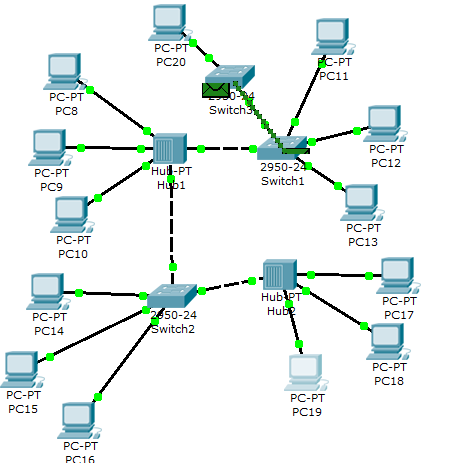 PC-PT
PC20
2950-24
Switch3
PC-PT
PC11
PC-PT
PC8
PC-PT
PC9
Hub-PT
Hub1
2950-24
Switch1
PC-PT
PC12
PC-PT
PC10
PC-PT
PC13
PC-PT
PC14
2950-24
Switch2
Hub-PT
Hub2
PC-PT
PC17
PC-PT
PC15
PC-PT
PC18
PC-PT
PC19
PC-PT
PC16